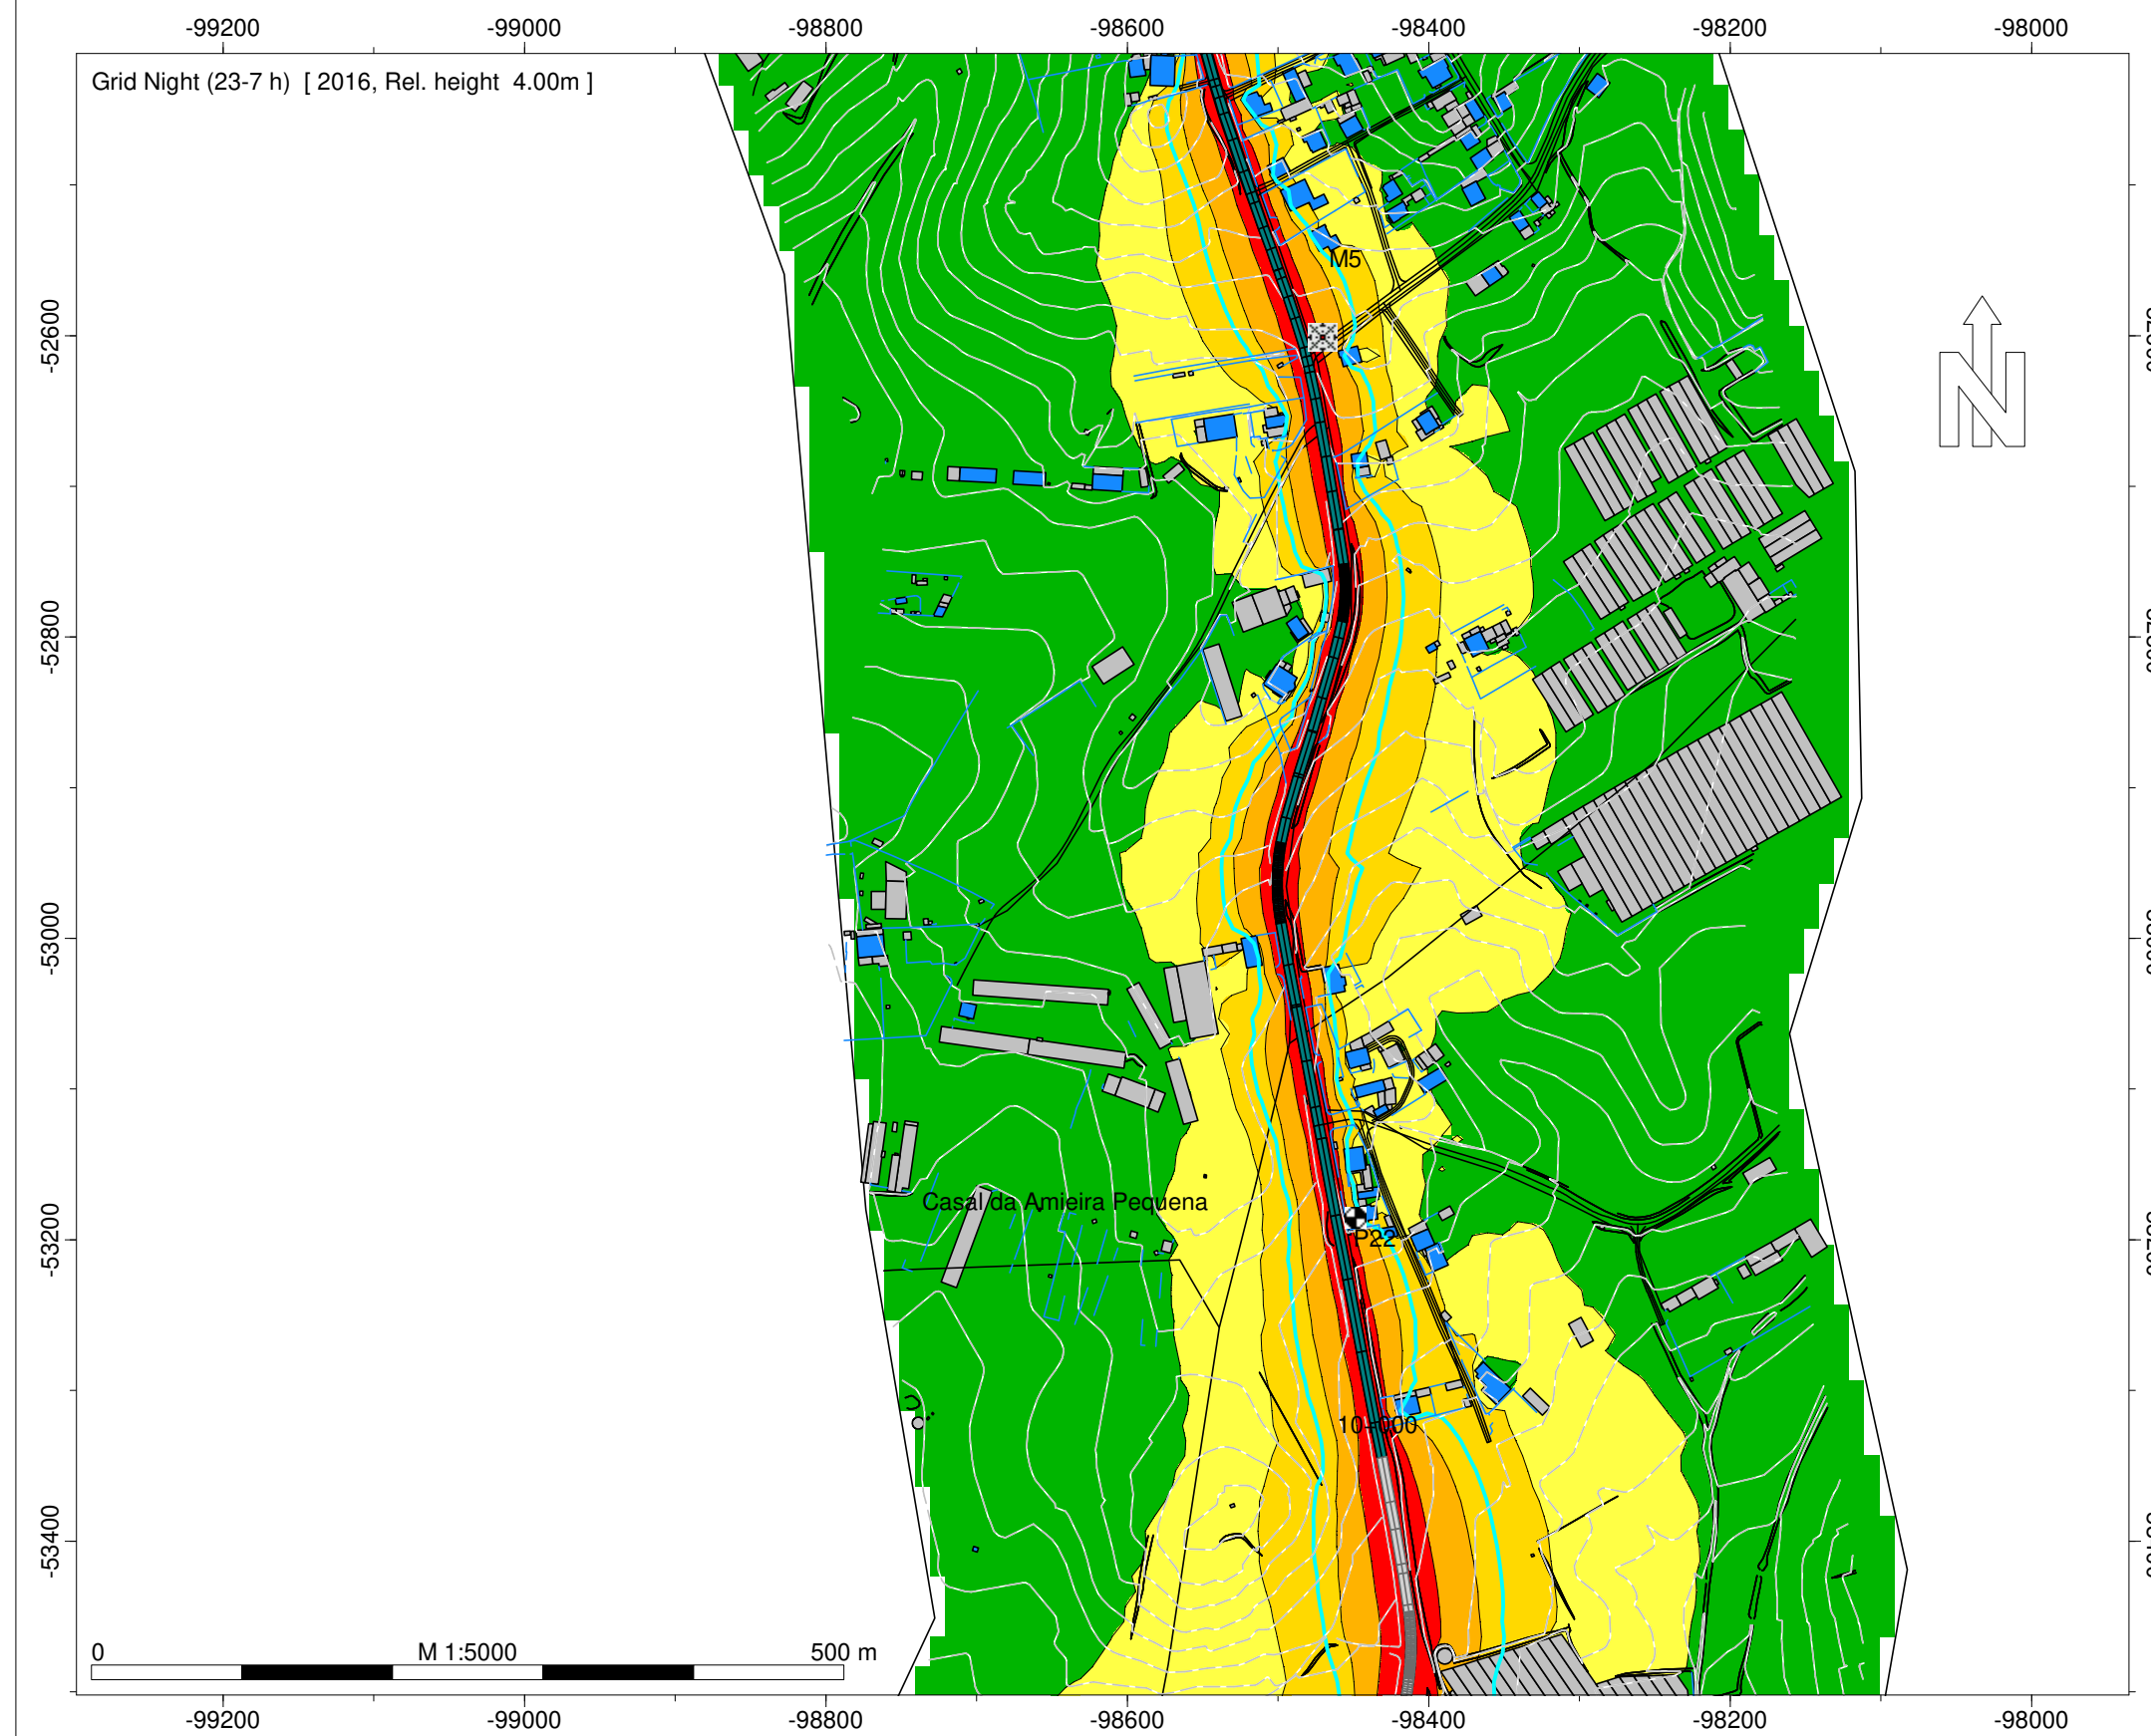 -99200 -99000 -98800 -98600 -98400 -98200 -98000
Grid Night (23-7 h) [ 2016, Rel. height 4.00m ]
M5
-52600
N
-52800
-53000
Casal da Amieira Pequena
-53200
P22
10+000
-53400
0 M 1:5000 500 m
-99200 -99000 -98800 -98600 -98400 -98200 -98000